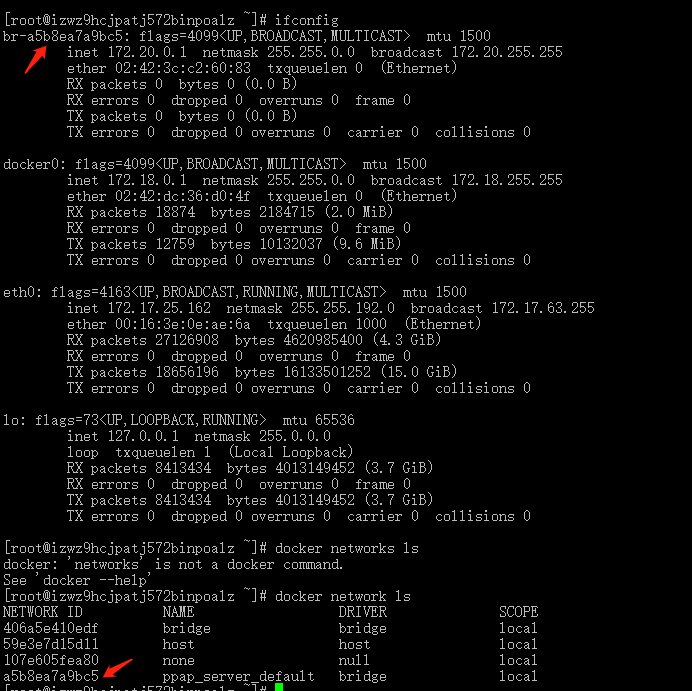 [root@izwz9hcjpatj572binpoalz ~]# ifconfig
br-a5b8ea7a9bc5: flags=4099<UP,BROADCAST,MULTICAST>  mtu 1500
        inet 172.20.0.1  netmask 255.255.0.0  broadcast 172.20.255.255
        ether 02:42:3c:c2:60:83  txqueuelen 0  (Ethernet)
        RX packets 0  bytes 0 (0.0 B)
        RX errors 0  dropped 0  overruns 0  frame 0
        TX packets 0  bytes 0 (0.0 B)
        TX errors 0  dropped 0 overruns 0  carrier 0  collisions 0
docker0: flags=4099<UP,BROADCAST,MULTICAST>  mtu 1500
        inet 172.18.0.1  netmask 255.255.0.0  broadcast 172.18.255.255
        ether 02:42:dc:36:d0:4f  txqueuelen 0  (Ethernet)
        RX packets 18874  bytes 2184715 (2.0 MiB)
        RX errors 0  dropped 0  overruns 0  frame 0
        TX packets 12759  bytes 10132037 (9.6 MiB)
        TX errors 0  dropped 0 overruns 0  carrier 0  collisions 0
eth0: flags=4163<UP,BROADCAST,RUNNING,MULTICAST>  mtu 1500
        inet 172.17.25.162  netmask 255.255.192.0  broadcast 172.17.63.255
        ether 00:16:3e:0e:ae:6a  txqueuelen 1000  (Ethernet)
        RX packets 27126908  bytes 4620985400 (4.3 GiB)
        RX errors 0  dropped 0  overruns 0  frame 0
        TX packets 18656196  bytes 16133501252 (15.0 GiB)
        TX errors 0  dropped 0 overruns 0  carrier 0  collisions 0
lo: flags=73<UP,LOOPBACK,RUNNING>  mtu 65536
        inet 127.0.0.1  netmask 255.0.0.0
        loop  txqueuelen 1  (Local Loopback)
        RX packets 8413434  bytes 4013149452 (3.7 GiB)
        RX errors 0  dropped 0  overruns 0  frame 0
        TX packets 8413434  bytes 4013149452 (3.7 GiB)
        TX errors 0  dropped 0 overruns 0  carrier 0  collisions 0
[root@izwz9hcjpatj572binpoalz ~]# docker networks ls
docker: 'networks' is not a docker command.
See 'docker --help'
[root@izwz9hcjpatj572binpoalz ~]# docker network ls
NETWORK ID          NAME                  DRIVER              SCOPE
406a5e410edf        bridge                bridge              local
59e3e7d15d11        host                  host                local
107e605fea80        none                  null                local
a5b8ea7a9bc5        ppap_server_default   bridge              local
[root@izwz9hcjpatj572binpoalz ~]#